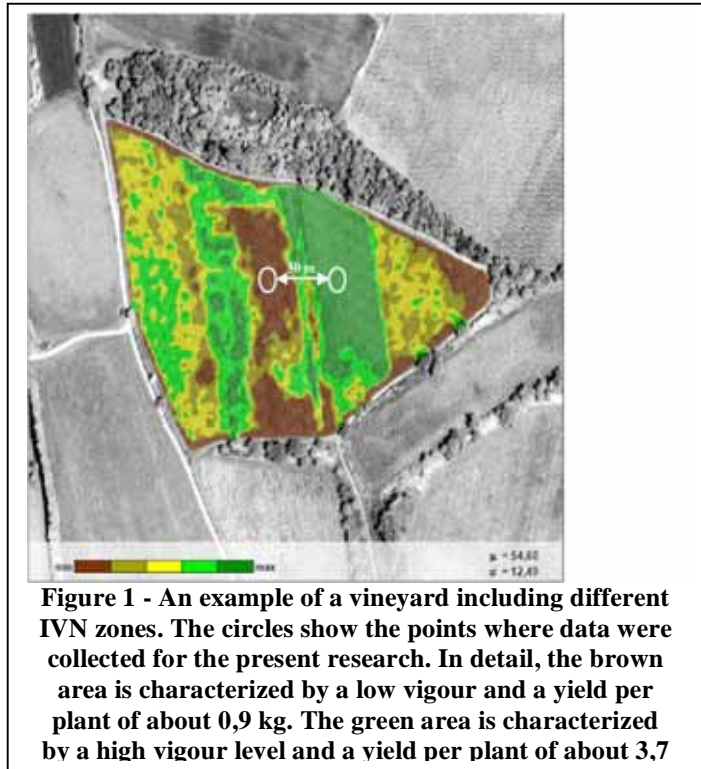 min
max
= 54,60
= 12,49
Figure 1 - An example of a vineyard including different
IVN zones. The circles show the points where data were
collected for the present research. In detail, the brown
area is characterized by a low vigour and a yield per
plant of about 0,9 kg. The green area is characterized
by a high vigour level and a yield per plant of about 3,7